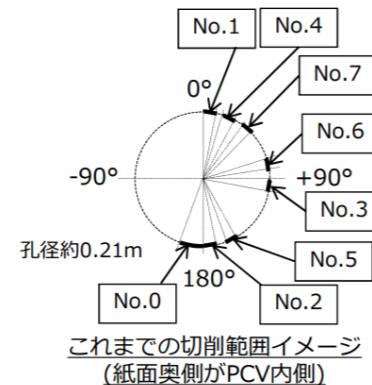 No.1
No.4
0°
No.7
No.6
-90°
+90°
No.3
孔径約0.21m
No.5
180°
No.0
No.2
これまでの切削範囲イメージ
(紙面奥側がPCV内側)